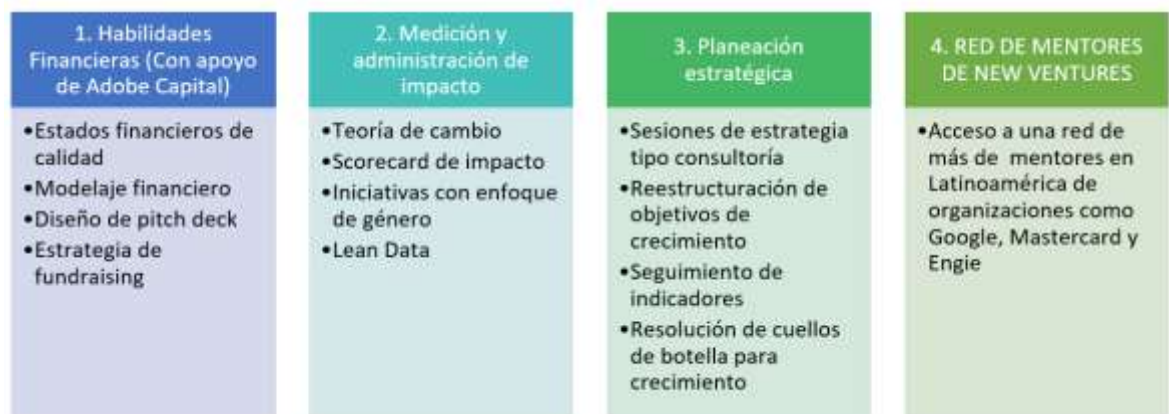 1. Habilidades
Financieras (Con apoyo
de Adobe Capital)
•Estados financieros de
calidad
•Modelaje financiero
•Diseño de pitch deck
•Estrategia de
fundraising
2. Medición y
administración de
impacto
•Teoría de cambio
•Scorecard de impacto
•Iniciativas con enfoque
de género
•Lean Data
3. Planeación
estratégica
•Sesiones de estrategia
tipo consultoría
•Reestructuración de
objetivos de
crecimiento
•Seguimiento de
indicadores
•Resolución de cuellos
de botella para
crecimiento
4. RED DE MENTORES
DE NEW VENTURES
•Acceso a una red de
más de mentores en
Latinoamérica de
organizaciones como
Google, Mastercard y
Engie